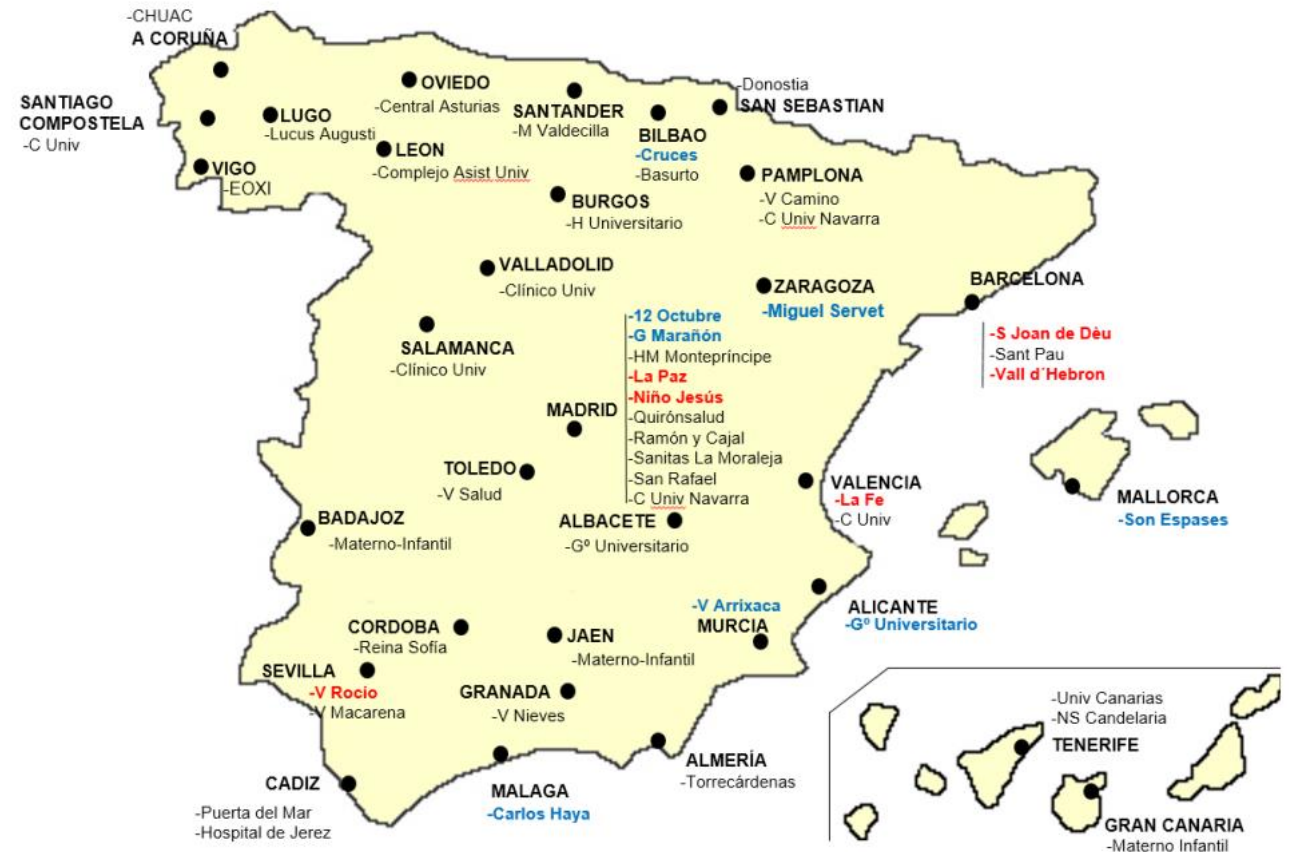 -CHUAC
A CORUÑA
SANTIAGO
COMPOSTELA
-C Univ
LUGO
-Lucus Augusti
VIGO
-EOXI
OVIEDO
-Central Asturias
LEON
-Complejo Asist Univ
SANTANDER
-M Valdecilla
BILBAO
-Cruces
-Basurto
-Donostia
SAN SEBASTIAN
PAMPLONA
-V Camino
-C Univ Navarra
BURGOS
-H Universitario
VALLADOLID
-Clínico Univ
SALAMANCA
-Clínico Univ
ZARAGOZA
-Miguel Servet
BARCELONA
-S Joan de Dèu
-Sant Pau
-Vall d´Hebron
MADRID
-12 Octubre
-G Marañón
-HM Montepríncipe
-La Paz
-Niño Jesús
-Quirónsalud
-Ramón y Cajal
-Sanitas La Moraleja
-San Rafael
-C Univ Navarra
TOLEDO
-V Salud
VALENCIA
-La Fe
-C Univ
MALLORCA
-Son Espases
BADAJOZ
-Materno-Infantil
ALBACETE
-Gº Universitario
ALICANTE
-Gº Universitario
-V Arrixaca
MURCIA
CORDOBA
-Reina Sofía
JAEN
-Materno-Infantil
SEVILLA
-V Rocio
-V Macarena
GRANADA
-V Nieves
ALMERÍA
-Torrecárdenas
CADIZ
-Puerta del Mar
-Hospital de Jerez
MALAGA
-Carlos Haya
-Univ Canarias
-NS Candelaria
TENERIFE
GRAN CANARIA
-Materno Infantil